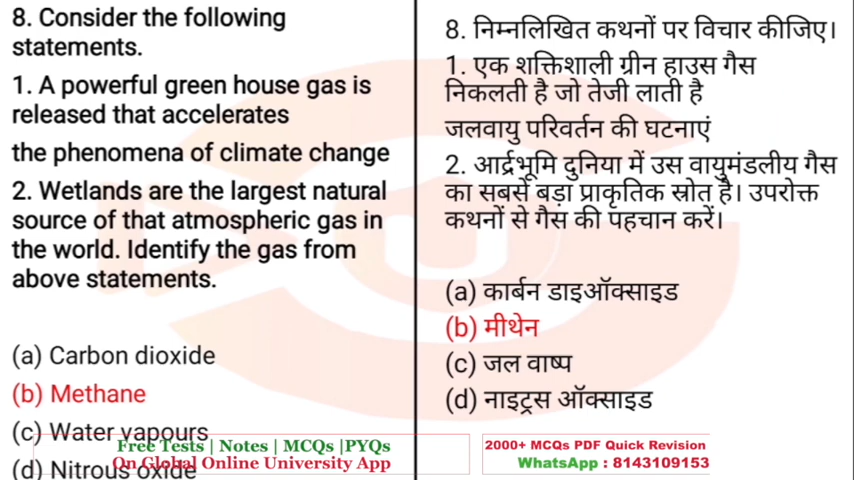 8. Consider the following
statements.
1. A powerful green house gas is
released that accelerates
the phenomena of climate change
2. Wetlands are the largest natural
source of that atmospheric gas in
the world. Identify the gas from
above statements.
(a) Carbon dioxide
(b) Methane
(c) Water vapours
(d) Nitrous oxide
8. निम्नलिखित कथनों पर विचार कीजिए।
1. एक शक्तिशाली ग्रीन हाउस गैस
निकलती है जो तेजी लाती है
जलवायु परिवर्तन की घटनाएं
2. आर्द्रभूमि दुनिया में उस वायुमंडलीय गैस
का सबसे बड़ा प्राकृतिक स्रोत है। उपरोक्त
कथनों से गैस की पहचान करें।
(a) कार्बन डाइऑक्साइड
(b) मीथेन
(c) जल वाष्प
(d) नाइट्रस ऑक्साइड
Free Tests | Notes | MCQs |PYQs
On Global Online University App
2000+ MCQs PDF Quick Revision
WhatsApp : 8143109153